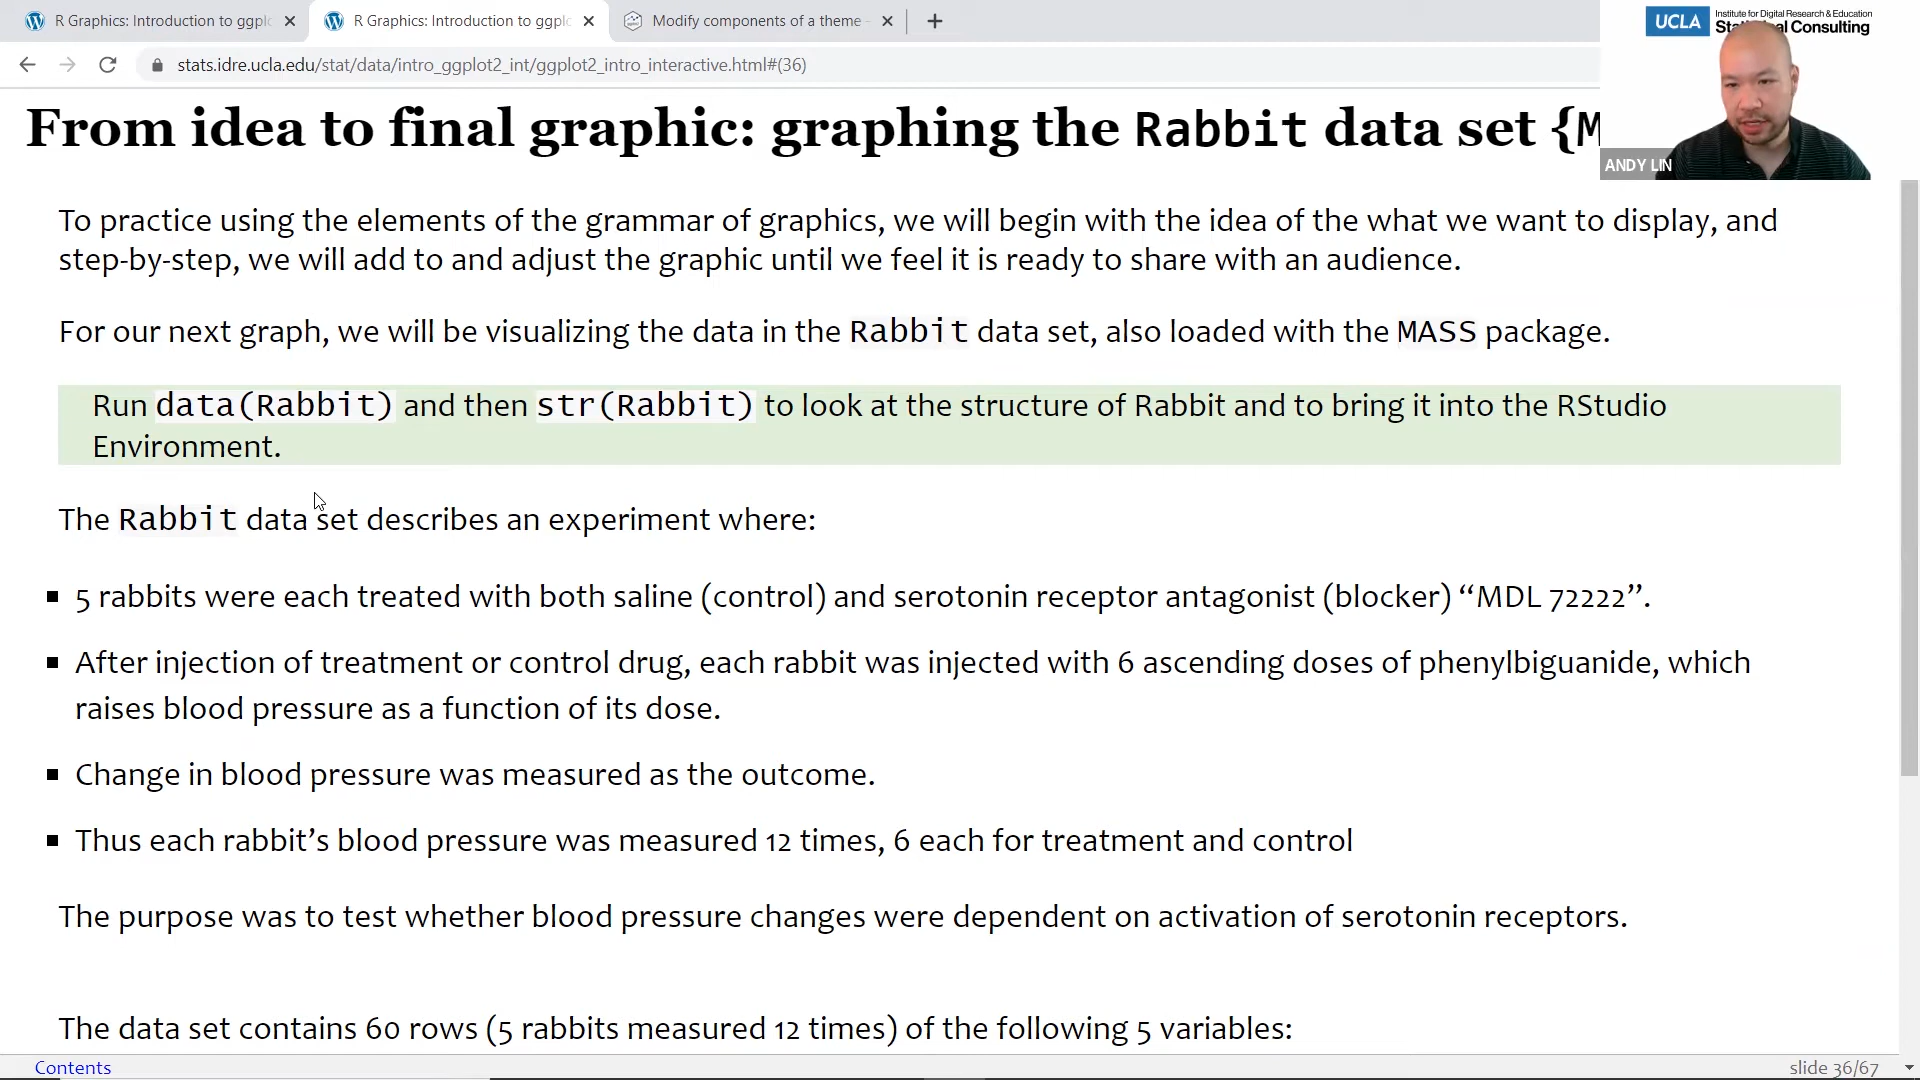 R Graphics: Introduction to ggpl
R Graphics: Introduction to ggpl
Modify components of a theme
stats.idre.ucla.edu/stat/data/intro_ggplot2_int/ggplot2_intro_interactive.html#(36)
UCLA
Institute for Digital Research & Education
Consulting
ANDY LIN
From idea to final graphic: graphing the Rabbit data set {M
To practice using the elements of the grammar of graphics, we will begin with the idea of the what we want to display, and
step-by-step, we will add to and adjust the graphic until we feel it is ready to share with an audience.
For our next graph, we will be visualizing the data in the Rabbit data set, also loaded with the MASS package.
Run data(Rabbit) and then str(Rabbit) to look at the structure of Rabbit and to bring it into the RStudio
Environment.
The Rabbit data set describes an experiment where:
5 rabbits were each treated with both saline (control) and serotonin receptor antagonist (blocker) “MDL 72222”.
After injection of treatment or control drug, each rabbit was injected with 6 ascending doses of phenylbiguanide, which
raises blood pressure as a function of its dose.
Change in blood pressure was measured as the outcome.
Thus each rabbit’s blood pressure was measured 12 times, 6 each for treatment and control
The purpose was to test whether blood pressure changes were dependent on activation of serotonin receptors.
The data set contains 60 rows (5 rabbits measured 12 times) of the following 5 variables:
Contents
slide 36/67